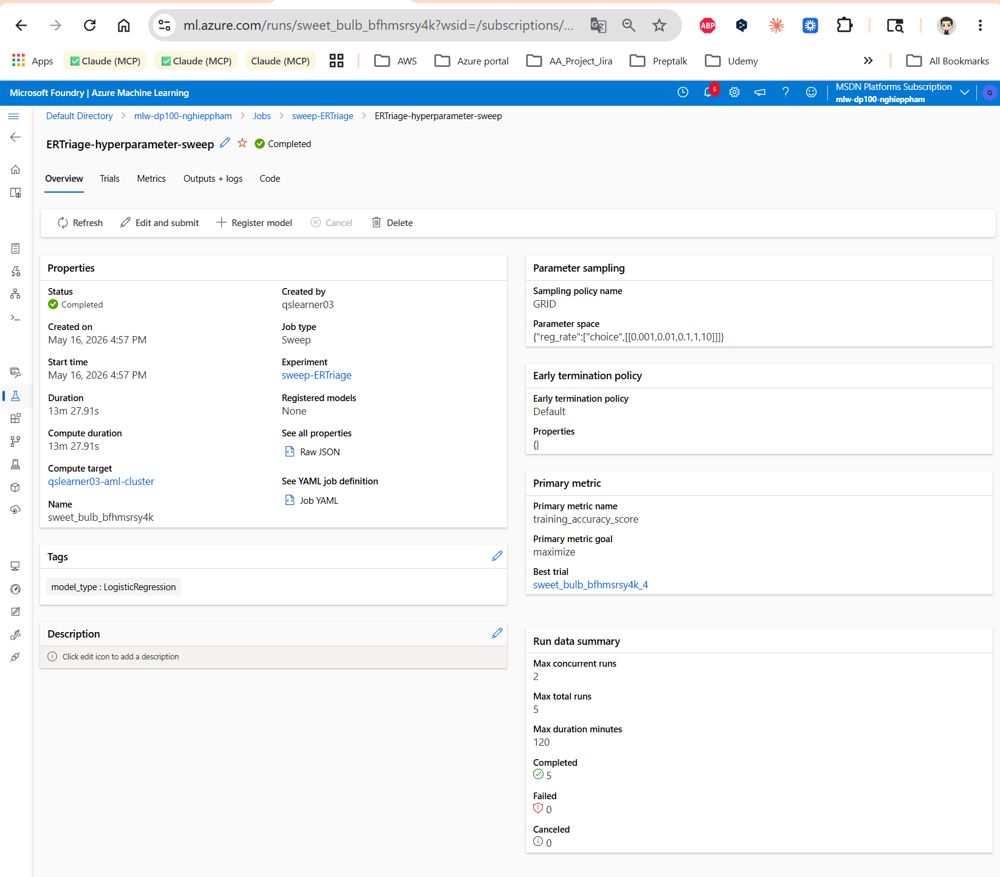 ml.azure.com/runs/sweet_bulb_bfhmsrsy4k?wsid=/subscriptions/...
ABP
Apps
Claude (MCP)
Claude (MCP)
Claude (MCP)
AWS
Azure portal
AA_Project_Jira
Preptalk
Udemy
All Bookmarks
Microsoft Foundry | Azure Machine Learning
5
MSDN Platforms Subscription
mlw-dp100-nghieppham
Q
Default Directory > mlw-dp100-nghieppham > Jobs > sweep-ERTriage > ERTriage-hyperparameter-sweep
ERTriage-hyperparameter-sweep
Completed
Overview
Trials
Metrics
Outputs + logs
Code
Refresh
Edit and submit
Register model
Cancel
Delete
Properties
Status
Completed
Created on
May 16, 2026 4:57 PM
Start time
May 16, 2026 4:57 PM
Duration
13m 27.91s
Compute duration
13m 27.91s
Compute target
qslearner03-aml-cluster
Name
sweet_bulb_bfhmsrsy4k
Created by
qslearner03
Job type
Sweep
Experiment
sweep-ERTriage
Registered models
None
See all properties
Raw JSON
See YAML job definition
Job YAML
Tags
model_type : LogisticRegression
Description
Click edit icon to add a description
Parameter sampling
Sampling policy name
GRID
Parameter space
{"reg_rate":["choice",[[0.001,0.01,0.1,1,10]]]}
Early termination policy
Early termination policy
Default
Properties
{}
Primary metric
Primary metric name
training_accuracy_score
Primary metric goal
maximize
Best trial
sweet_bulb_bfhmsrsy4k_4
Run data summary
Max concurrent runs
2
Max total runs
5
Max duration minutes
120
Completed
5
Failed
0
Canceled
0